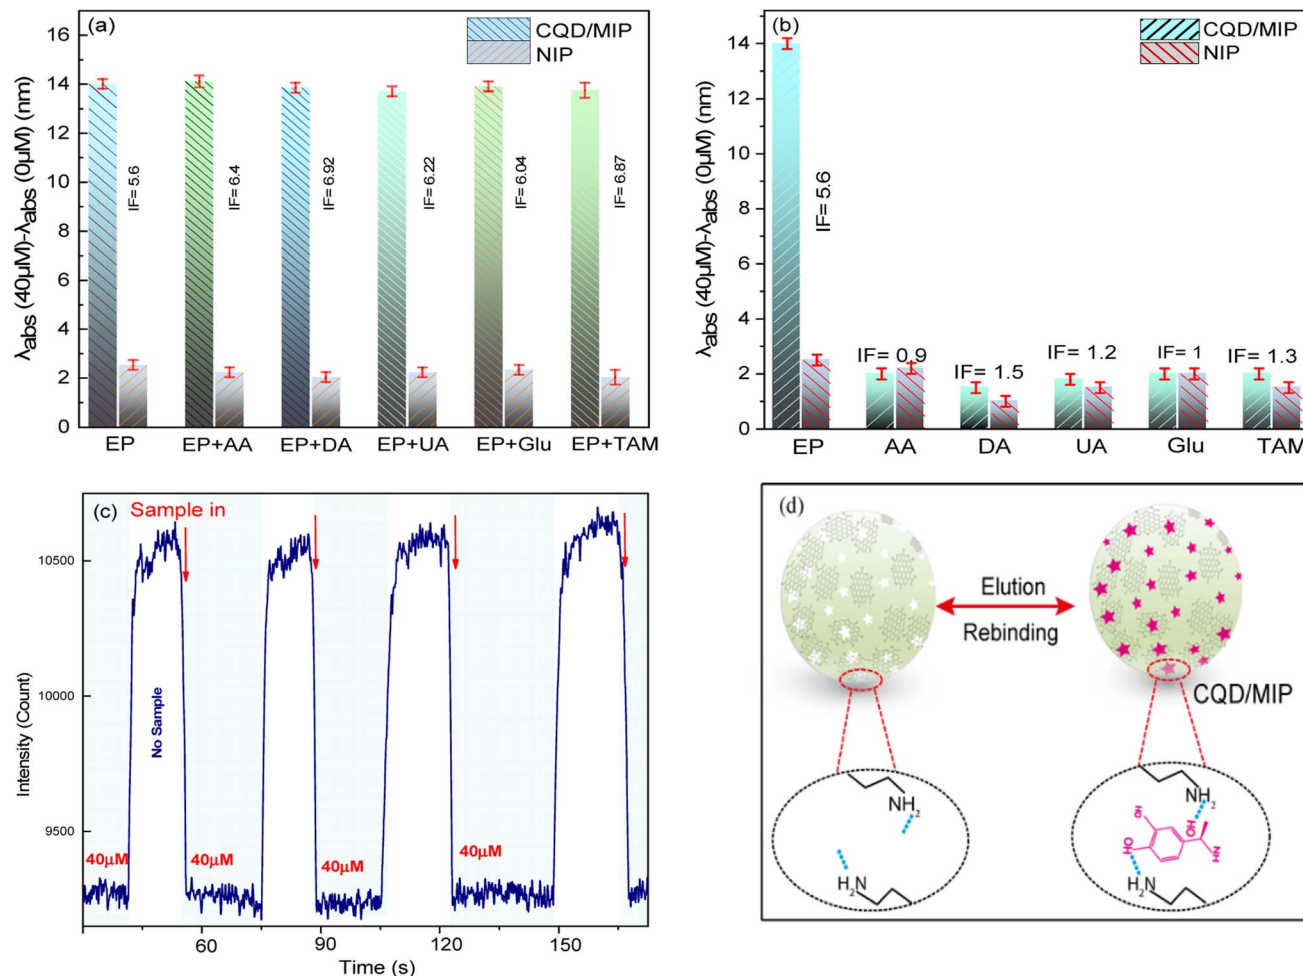 (a)
CQD/MIP
NIP
λabs (40μM)-λabs (0μM) (nm)
16
14
12
10
8
6
4
2
0
IF= 5.6
IF= 6.4
IF= 6.92
IF= 6.22
IF= 6.04
IF= 6.87
EP EP+AA EP+DA EP+UA EP+Glu EP+TAM
(b)
CQD/MIP
NIP
λabs (40μM)-λabs (0μM) (nm)
14
12
10
8
6
4
2
0
IF= 5.6
IF= 0.9
IF= 1.5
IF= 1.2
IF= 1
IF= 1.3
EP AA DA UA Glu TAM
(c)
Sample in
Intensity (Count)
10500
10000
9500
No Sample
40μM
40μM
40μM
40μM
60 90 120 150
Time (s)
(d)
Elution
Rebinding
CQD/MIP
NH2
H2N
NH2
HO
HO
HO
NH
H2N